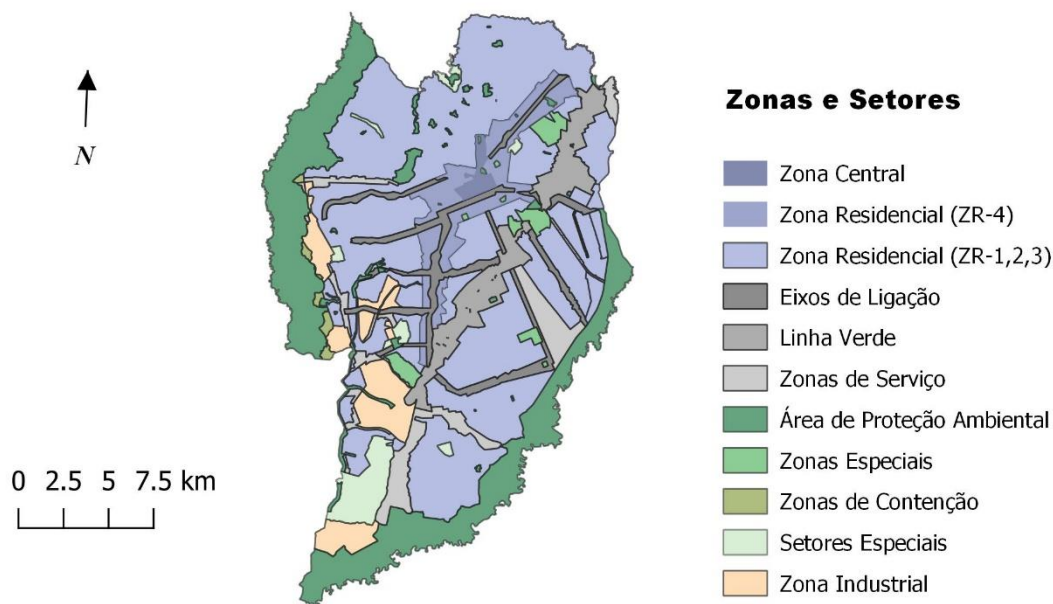 N
0 2.5 5 7.5 km
Zonas e Setores
Zona Central
Zona Residencial (ZR-4)
Zona Residencial (ZR-1,2,3)
Eixos de Ligação
Linha Verde
Zonas de Serviço
Área de Proteção Ambiental
Zonas Especiais
Zonas de Contenção
Setores Especiais
Zona Industrial